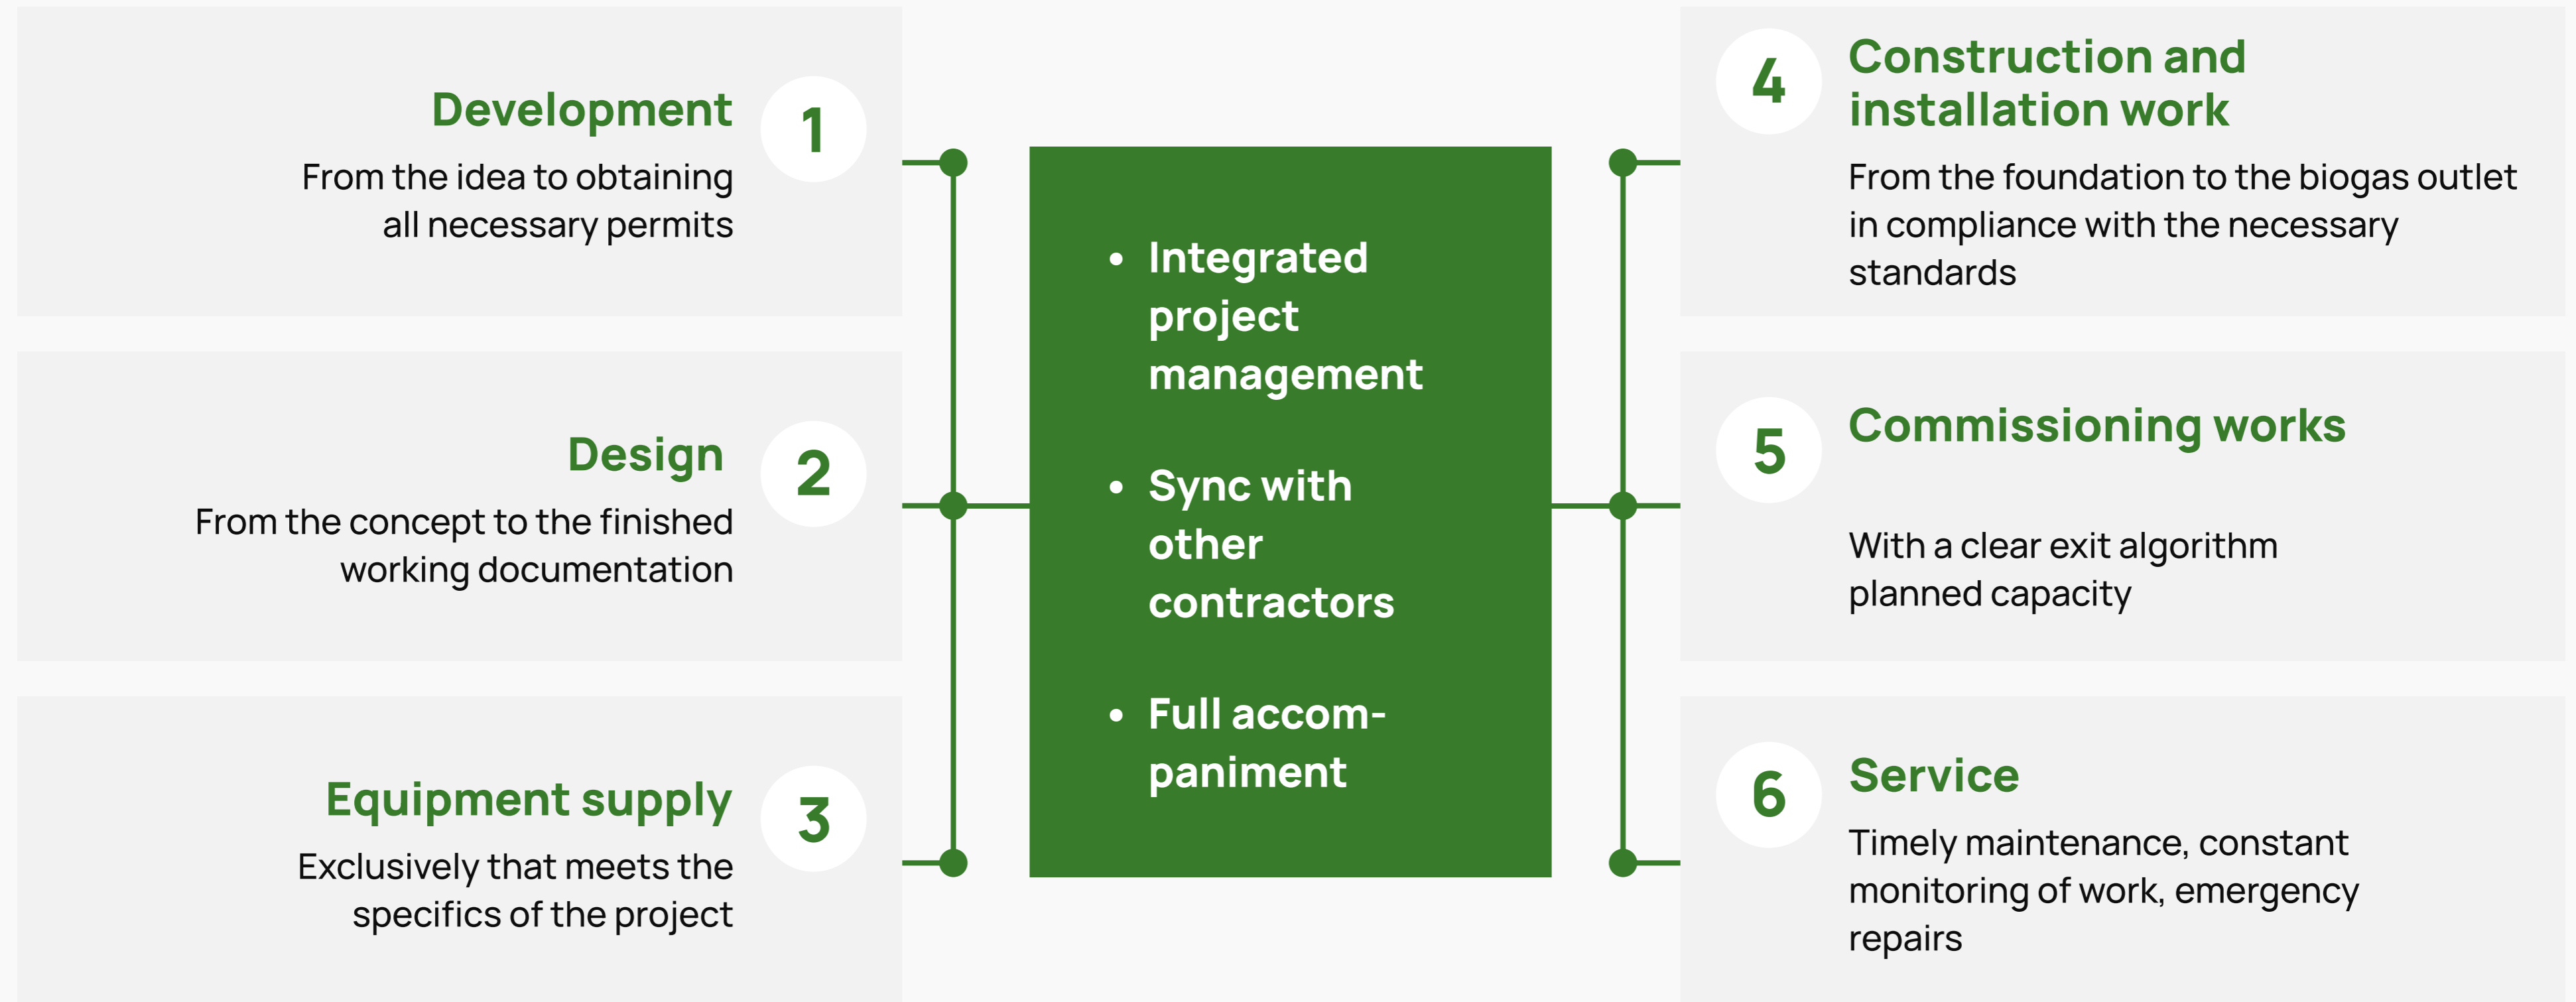 1
Development
From the idea to obtaining
all necessary permits
2
Design
From the concept to the finished
working documentation
3
Equipment supply
Exclusively that meets the
specifics of the project
• Integrated
project
management
• Sync with
other
contractors
• Full accom-
paniment
4
Construction and
installation work
From the foundation to the biogas outlet
in compliance with the necessary
standards
5
Commissioning works
With a clear exit algorithm
planned capacity
6
Service
Timely maintenance, constant
monitoring of work, emergency
repairs